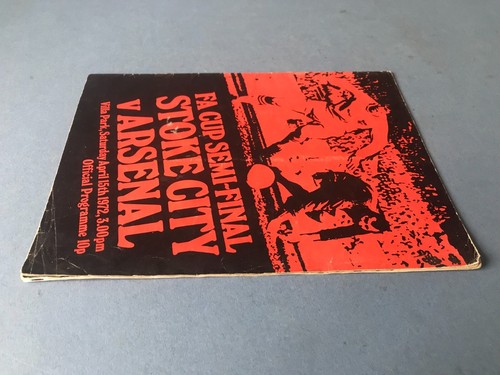 FA CUP SEMI-FINAL
STOKE CITY
v ARSENAL
Villa Park, Saturday April 15th 1972, 3.00pm
Official Programme 10p